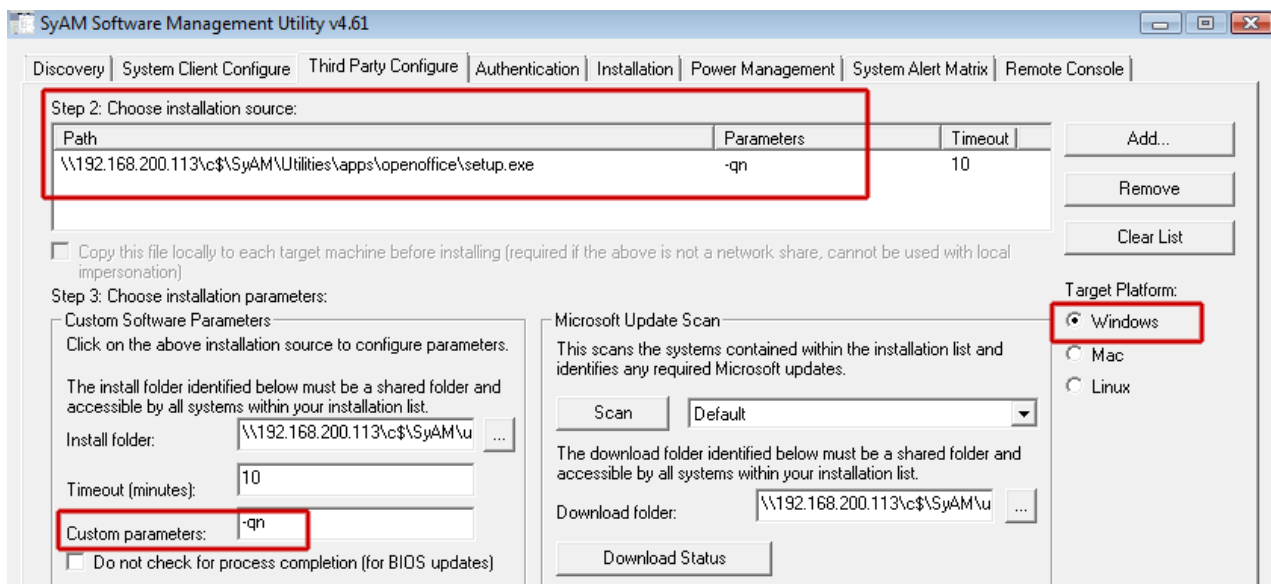 SyAM Software Management Utility v4.61
Discovery System Client Configure Third Party Configure Authentication Installation Power Management System Alert Matrix Remote Console
Step 2: Choose installation source:
Path Parameters Timeout
\\192.168.200.113\c$\SyAM\Utilities\apps\openoffice\setup.exe -qn 10
Add...
Remove
Clear List
Copy this file locally to each target machine before installing (required if the above is not a network share, cannot be used with local
impersonation)
Step 3: Choose installation parameters:
Custom Software Parameters
Click on the above installation source to configure parameters.
The install folder identified below must be a shared folder and
accessible by all systems within your installation list.
Install folder: \\192.168.200.113\c$\SyAM\u ...
Timeout (minutes): 10
Custom parameters: -qn
Do not check for process completion (for BIOS updates)
Microsoft Update Scan
This scans the systems contained within the installation list and
identifies any required Microsoft updates.
Scan Default
The download folder identified below must be a shared folder and
accessible by all systems within your installation list.
Download folder: \\192.168.200.113\c$\SyAM\u ...
Download Status
Target Platform:
Windows
Mac
Linux